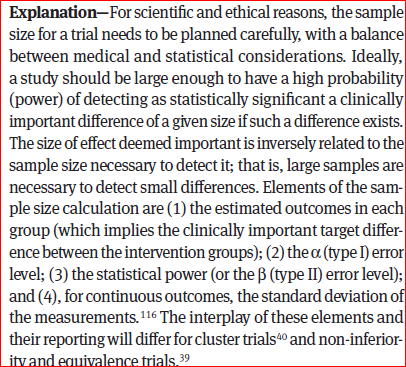 Explanation—For scientific and ethical reasons, the sample
size for a trial needs to be planned carefully, with a balance
between medical and statistical considerations. Ideally,
a study should be large enough to have a high probability
(power) of detecting as statistically significant a clinically
important difference of a given size if such a difference exists.
The size of effect deemed important is inversely related to the
sample size necessary to detect it; that is, large samples are
necessary to detect small differences. Elements of the sam-
ple size calculation are (1) the estimated outcomes in each
group (which implies the clinically important target differ-
ence between the intervention groups); (2) the α (type I) error
level; (3) the statistical power (or the β (type II) error level);
and (4), for continuous outcomes, the standard deviation of
the measurements.¹¹⁶ The interplay of these elements and
their reporting will differ for cluster trials⁴⁰ and non-inferior-
ity and equivalence trials.³⁹